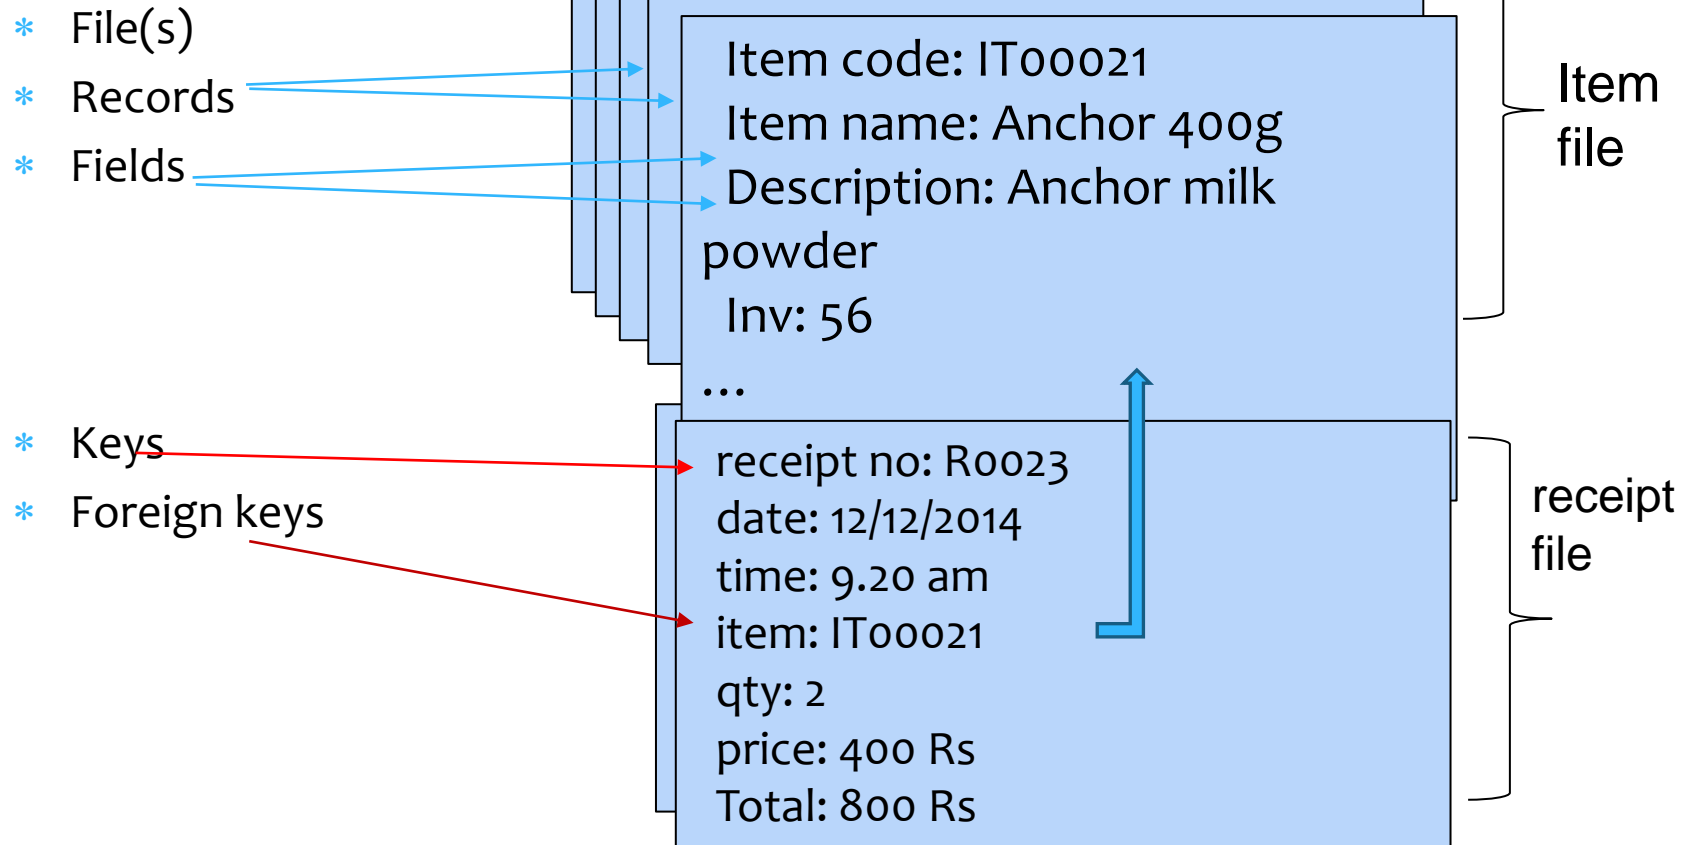 * File(s)
* Records
* Fields
* Keys
* Foreign keys
Item code: IT00021
Item name: Anchor 400g
Description: Anchor milk
powder
Inv: 56
...
Item
file
receipt no: R0023
date: 12/12/2014
time: 9.20 am
item: IT00021
qty: 2
price: 400 Rs
Total: 800 Rs
receipt
file